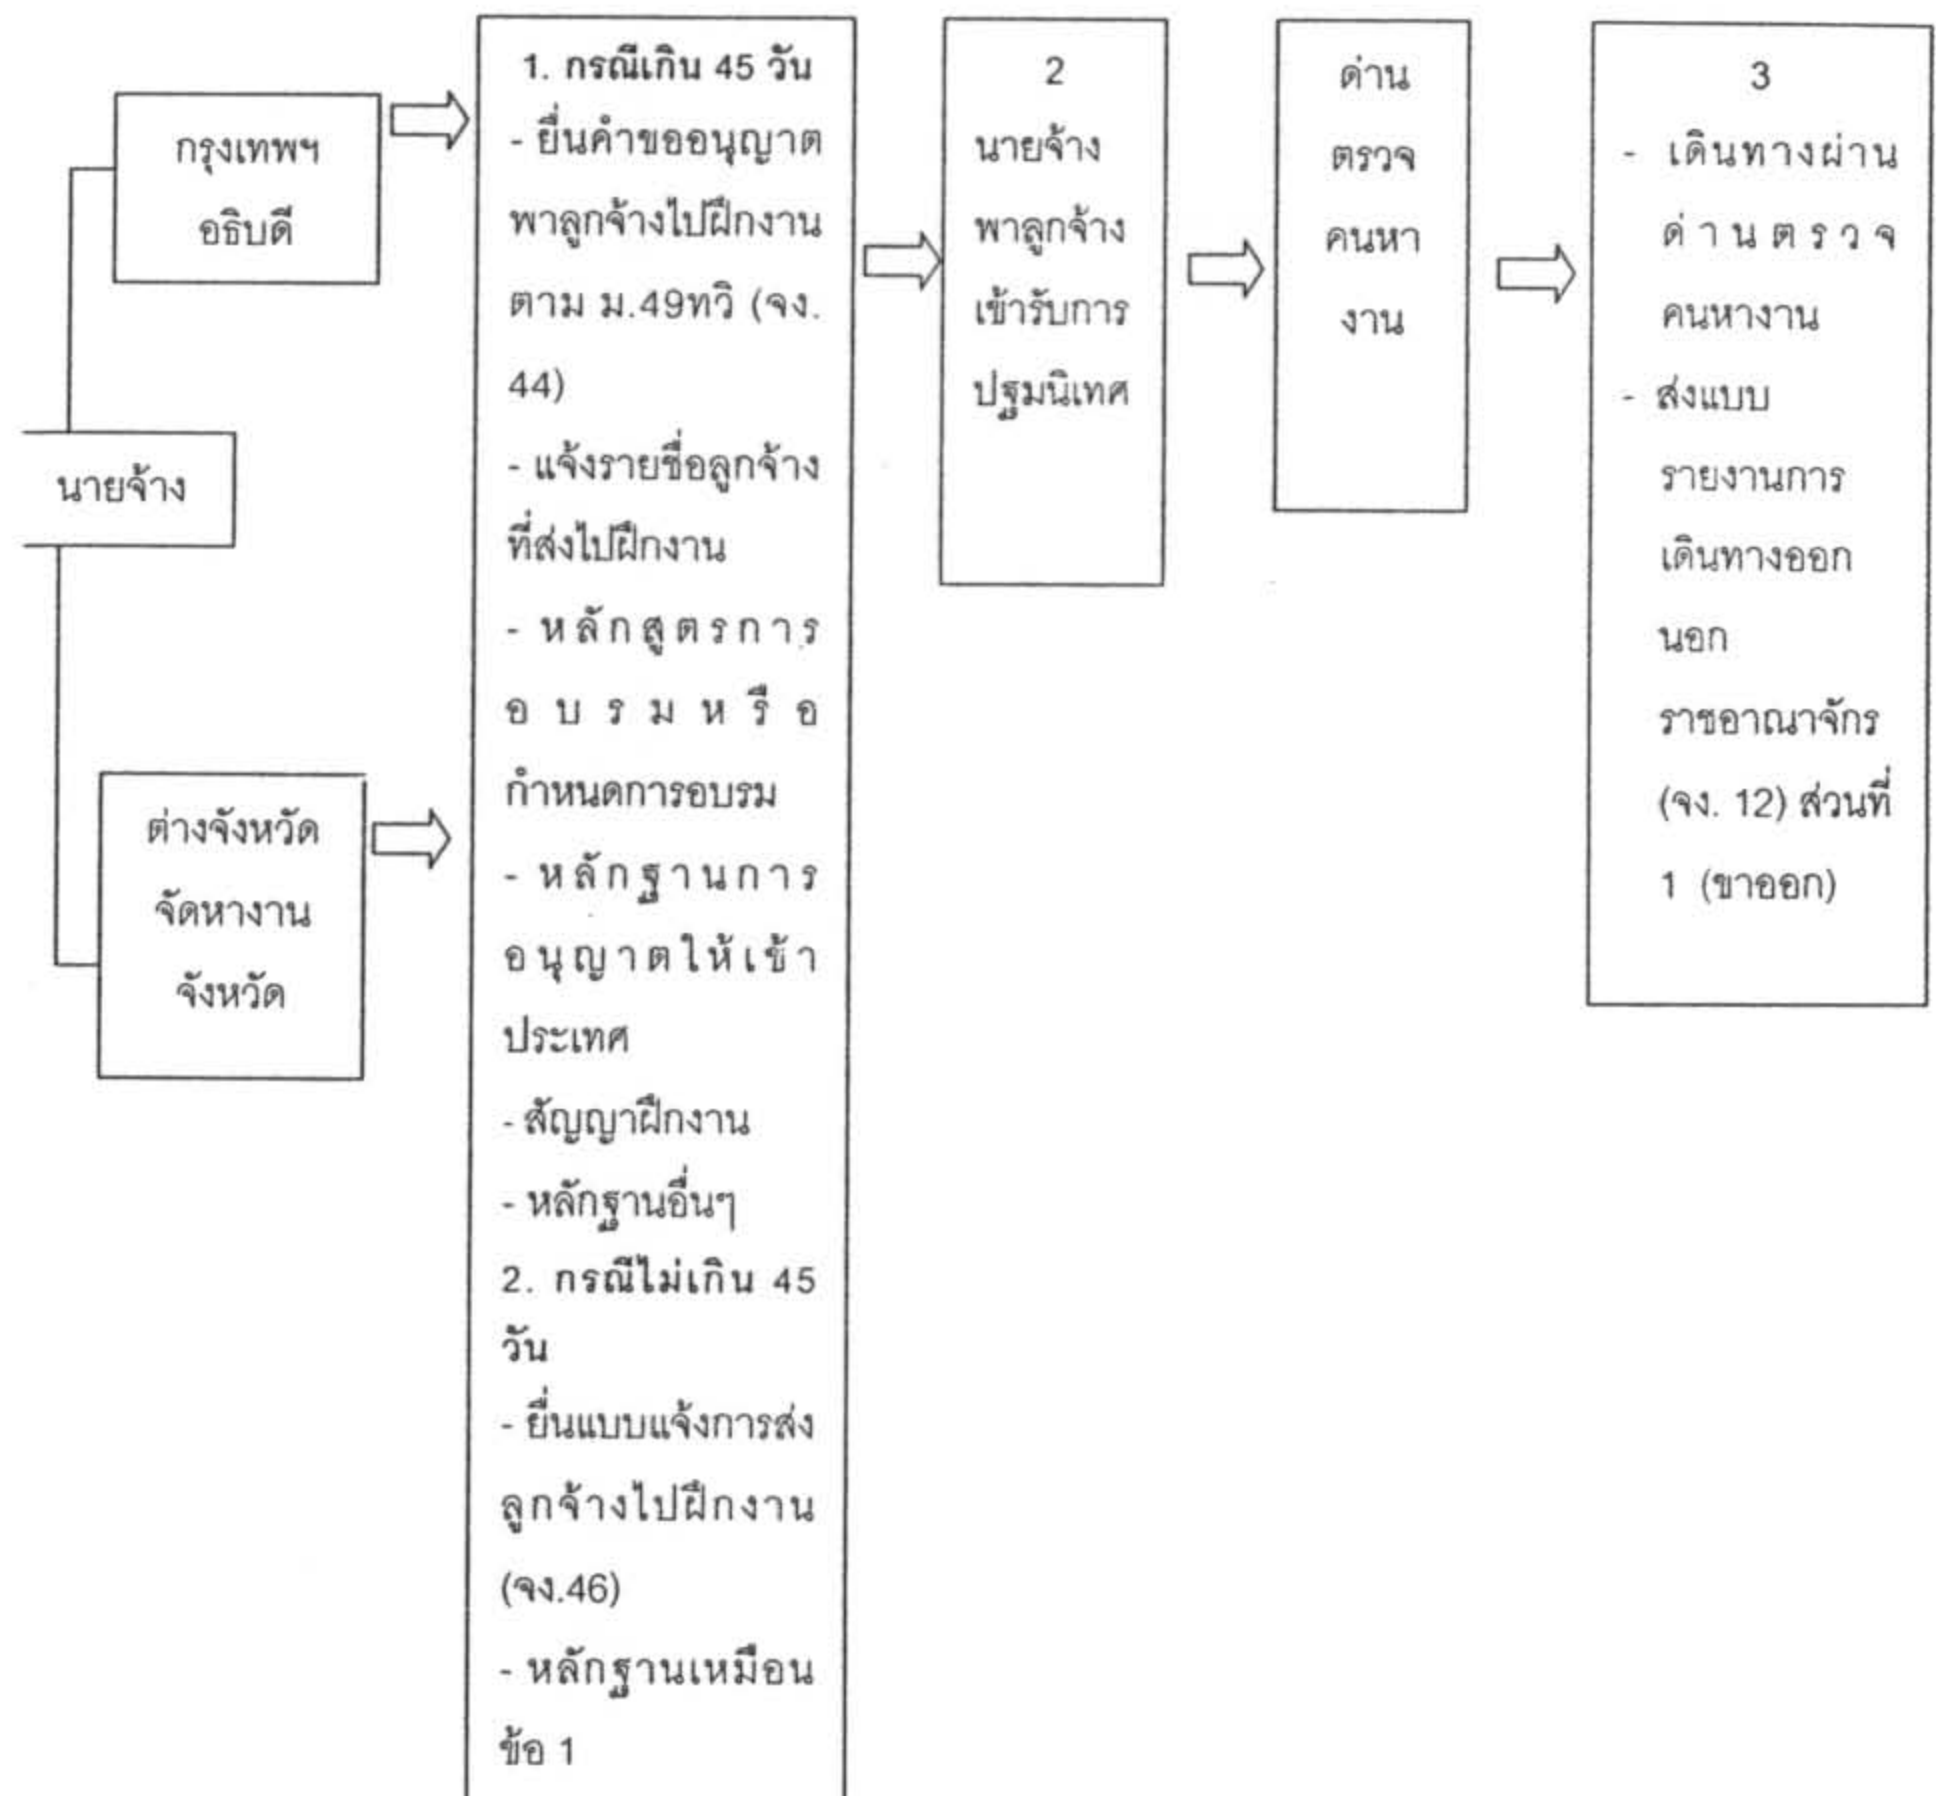 นายจ้าง
กรุงเทพฯ
อธิบดี
ต่างจังหวัด
จัดหางาน
จังหวัด
1. กรณีเกิน 45 วัน
- ยื่นคำขออนุญาต
พาลูกจ้างไปฝึกงาน
ตาม ม.49ทวิ (จง.
44)
- แจ้งรายชื่อลูกจ้าง
ที่ส่งไปฝึกงาน
- หลักสูตรการ
อบรมหรือ
กำหนดการอบรม
- หลักฐานการ
อนุญาตให้เข้า
ประเทศ
- สัญญาฝึกงาน
- หลักฐานอื่นๆ
2. กรณีไม่เกิน 45
วัน
- ยื่นแบบแจ้งการส่ง
ลูกจ้างไปฝึกงาน
(จง.46)
- หลักฐานเหมือน
ข้อ 1
2
นายจ้าง
พาลูกจ้าง
เข้ารับการ
ปฐมนิเทศ
ด่าน
ตรวจ
คนหา
งาน
3
- เดินทางผ่าน
ด่านตรวจ
คนหางาน
- ส่งแบบ
รายงานการ
เดินทางออก
นอก
ราชอาณาจักร
(จง. 12) ส่วนที่
1 (ขาออก)